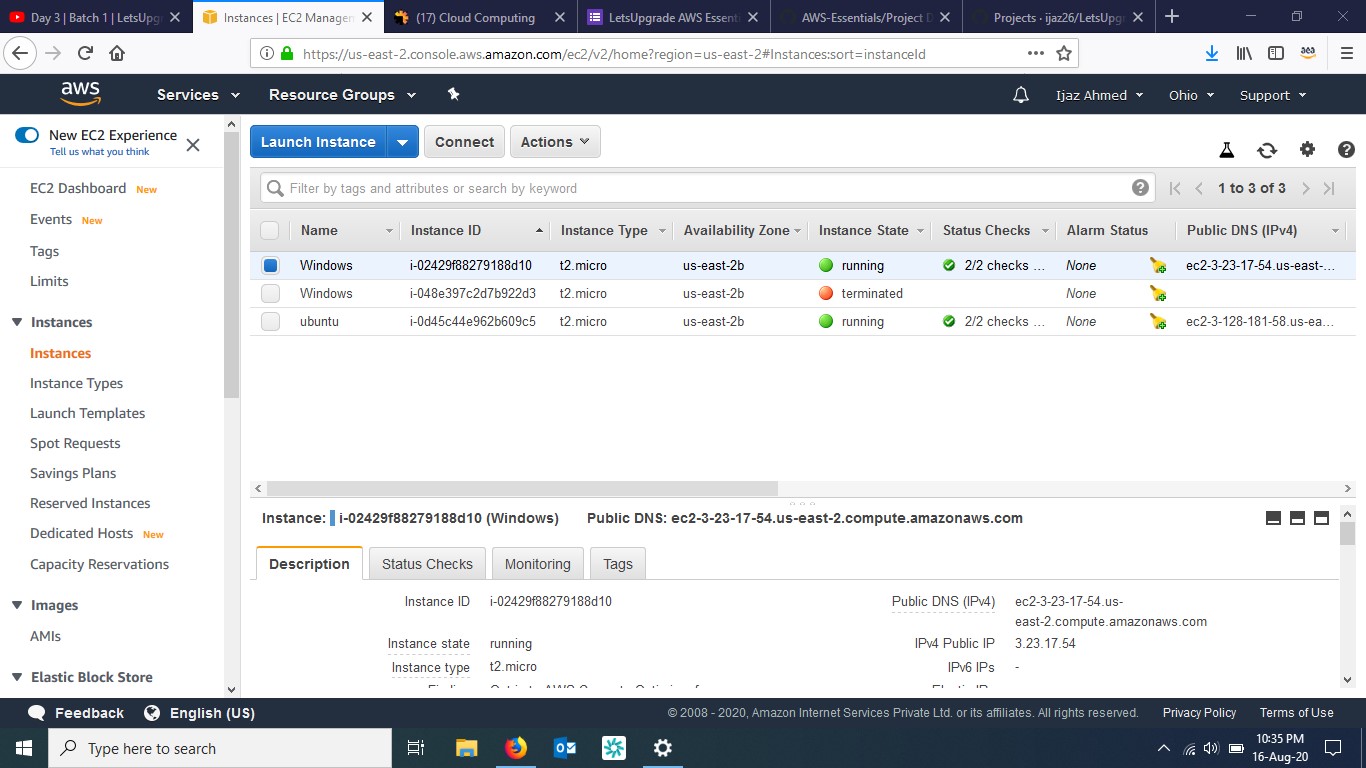 Day 3 | Batch 1 | LetsUpgr
Instances | EC2 Managem
(17) Cloud Computing
LetsUpgrade AWS Essenti
AWS-Essentials/Project D
Projects · ijaz26/LetsUpgr
https://us-east-2.console.aws.amazon.com/ec2/v2/home?region=us-east-2#Instances:sort=instanceId
aws
Services
Resource Groups
Ijaz Ahmed
Ohio
Support
New EC2 Experience
Tell us what you think
EC2 Dashboard New
Events New
Tags
Limits
Instances
Instances
Instance Types
Launch Templates
Spot Requests
Savings Plans
Reserved Instances
Dedicated Hosts New
Capacity Reservations
Images
AMIs
Elastic Block Store
Launch Instance
Connect
Actions
Filter by tags and attributes or search by keyword
1 to 3 of 3
Name Instance ID Instance Type Availability Zone Instance State Status Checks Alarm Status Public DNS (IPv4)
Windows i-02429f88279188d10 t2.micro us-east-2b running 2/2 checks ... None ec2-3-23-17-54.us-east-...
Windows i-048e397c2d7b922d3 t2.micro us-east-2b terminated None
ubuntu i-0d45c44e962b609c5 t2.micro us-east-2b running 2/2 checks ... None ec2-3-128-181-58.us-ea...
Instance: i-02429f88279188d10 (Windows) Public DNS: ec2-3-23-17-54.us-east-2.compute.amazonaws.com
Description
Status Checks
Monitoring
Tags
Instance ID i-02429f88279188d10
Public DNS (IPv4) ec2-3-23-17-54.us-
east-2.compute.amazonaws.com
Instance state running
IPv4 Public IP 3.23.17.54
Instance type t2.micro
IPv6 IPs -
Feedback
English (US)
© 2008 - 2020, Amazon Internet Services Private Ltd. or its affiliates. All rights reserved.
Privacy Policy
Terms of Use
Type here to search
10:35 PM
16-Aug-20